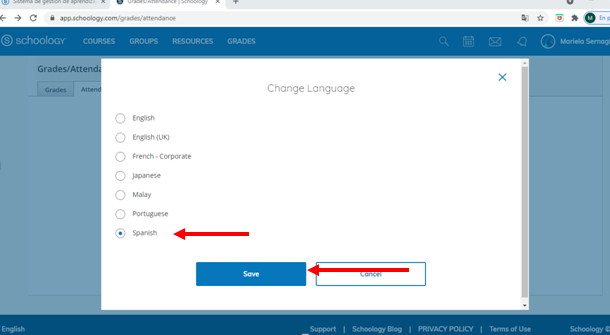 Sistema de gestión de aprendiz
Grades/Attendance | Schoology
app.schoology.com/grades/attendance
M
En p
schoology
COURSES GROUPS RESOURCES GRADES
Mariela Sernaq
Grades/Attenda
Grades Attend
Change Language
English
English (UK)
French - Corporate
Japanese
Malay
Portuguese
Spanish
Save Cancel
English Support | Schoology Blog | PRIVACY POLICY | Terms of Use Schoology ©